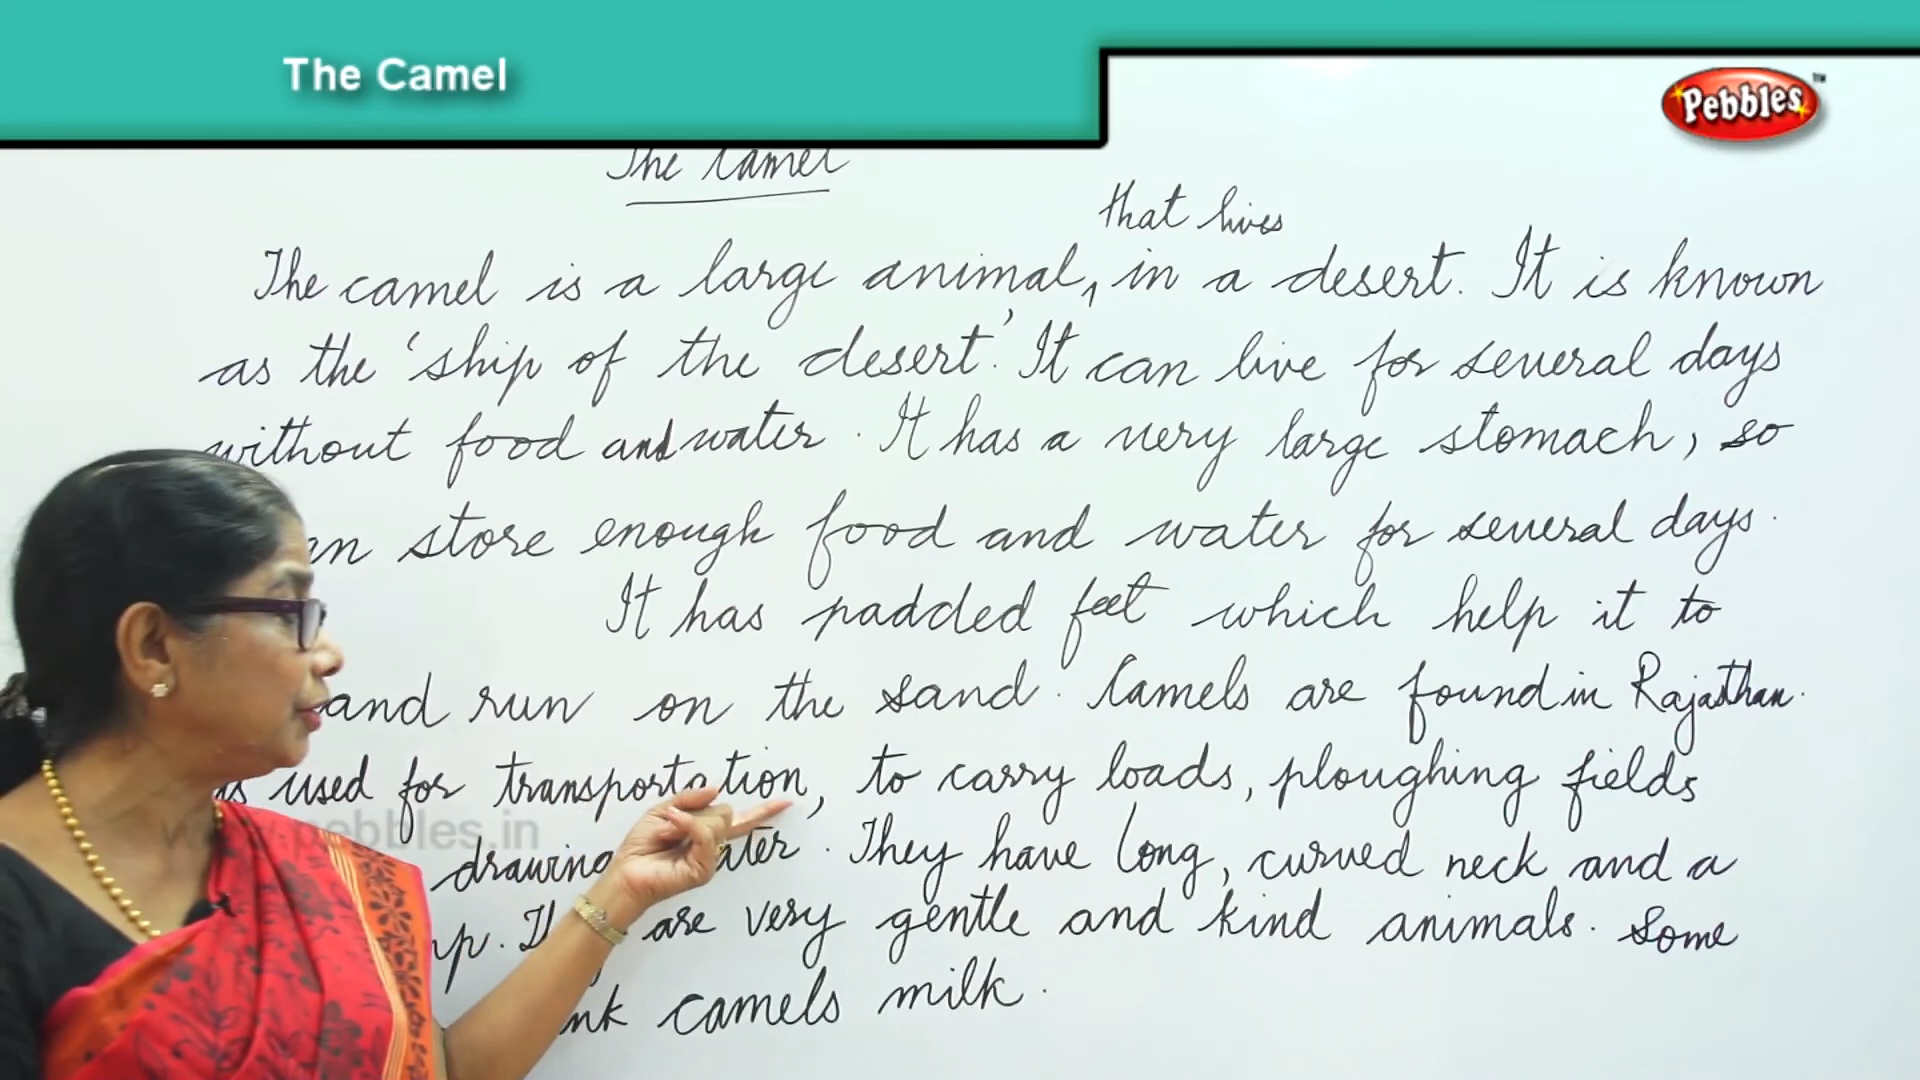 The Camel
Pebbles™
The Camel
that lives
The camel is a large animal, in a desert. It is known
as the 'ship of the desert'. It can live for several days
without food and water. It has a very large stomach, so
store enough food and water for several days.
It has padded feet which help it to
and run on the sand. Camels are found in Rajasthan.
is used for transportation, to carry loads, ploughing fields
drawing They have long, curved neck and a
are very gentle and kind animals. Some
camels milk.
www.pebbles.in